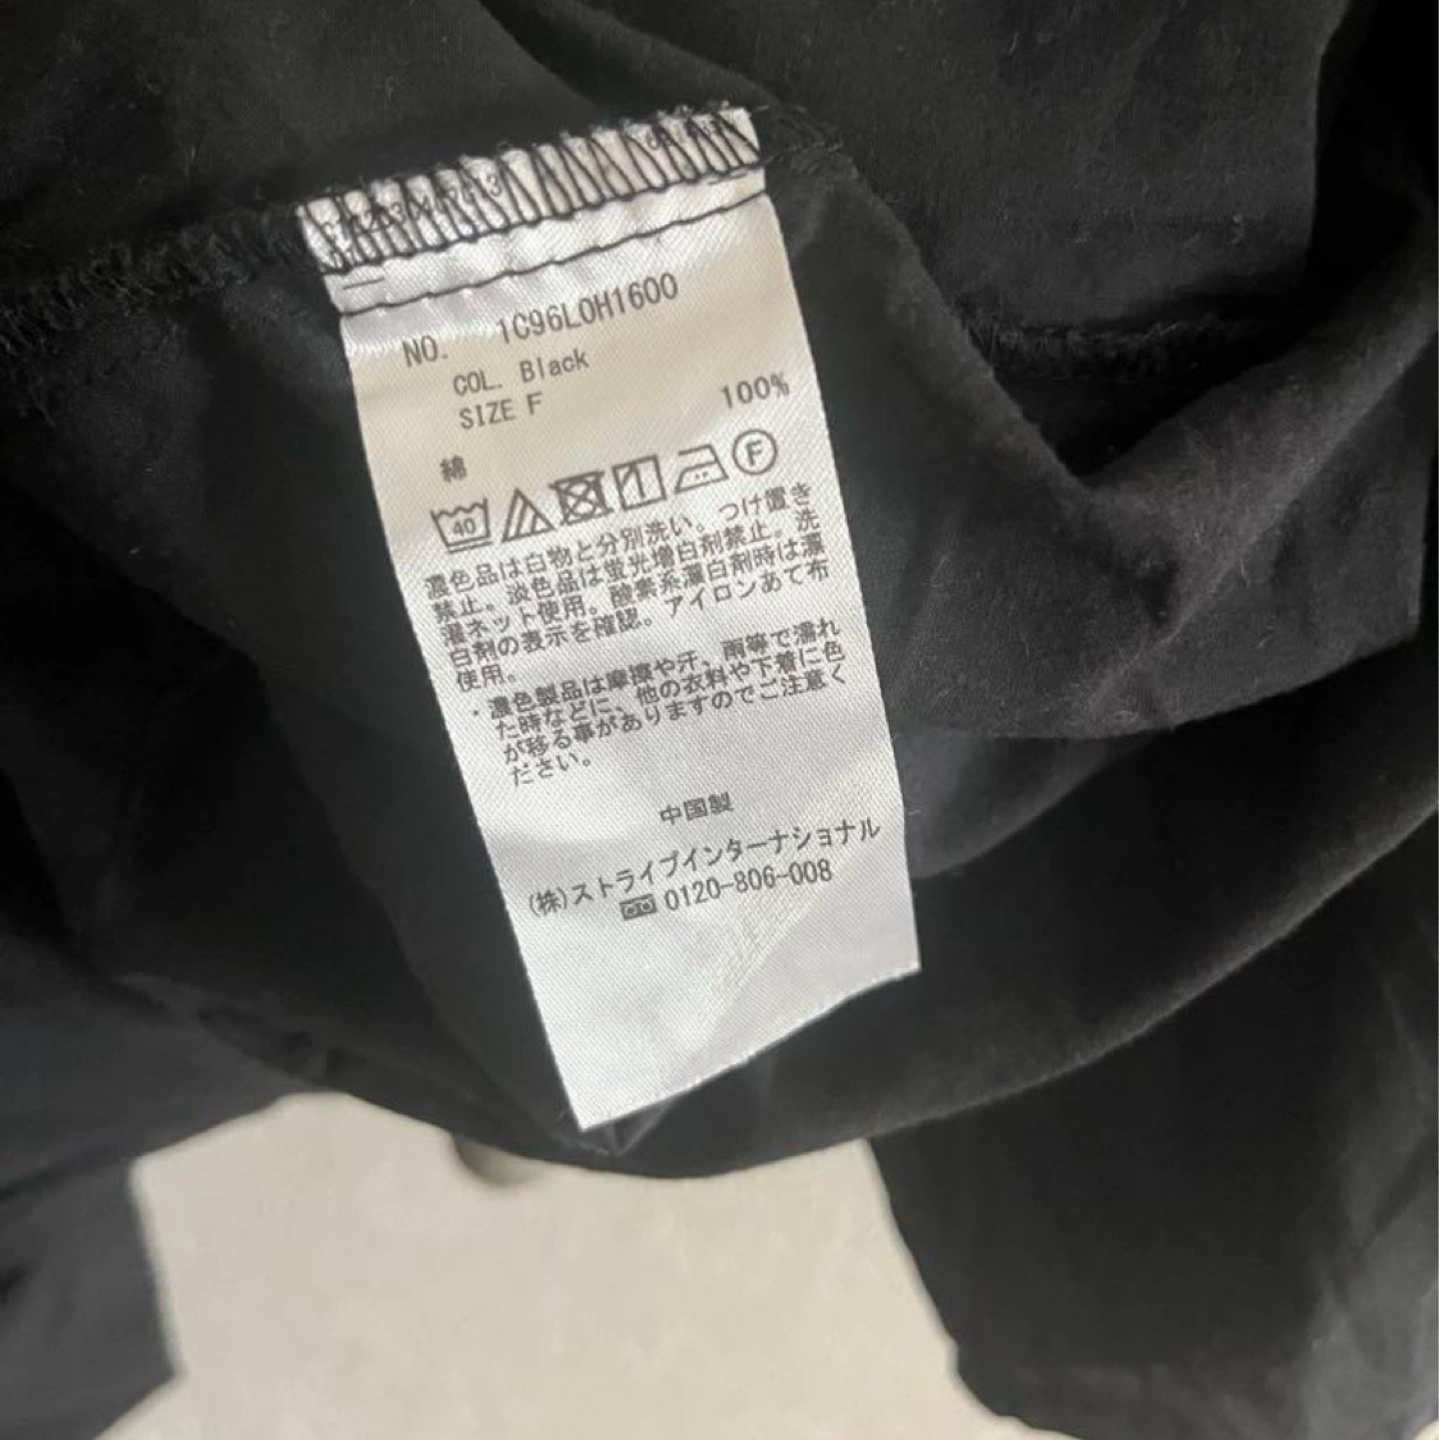 NO. 1C96L0H1600
COL. Black
SIZE F
綿 100%
40 F
濃色品は白物と分別洗い。つけ置き
禁止。淡色品は蛍光増白剤禁止。洗
濯ネット使用。酸素系漂白剤時は漂
白剤の表示を確認。アイロンあて布
使用。
・濃色製品は摩擦や汗、雨等で濡れ
た時などに、他の衣料や下着に色
が移る事がありますのでご注意く
ださい。
中国製
(株)ストライプインターナショナル
0120-806-008